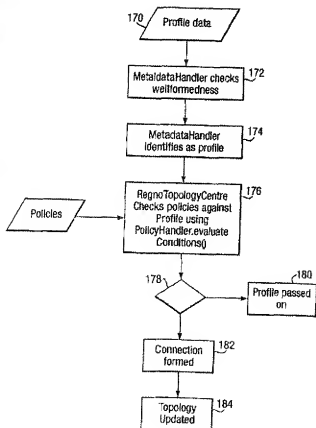 170
Profile data
MetaldataHandler checks
wellformedness
172
MetadataHandler
identifies as profile
174
RegnoTopologyCentre
Checks policies against
Profile using
PolicyHandler.evaluate
Conditions()
176
Policies
178
180
Profile passed
on
182
Connection
formed
Topology
Updated
184